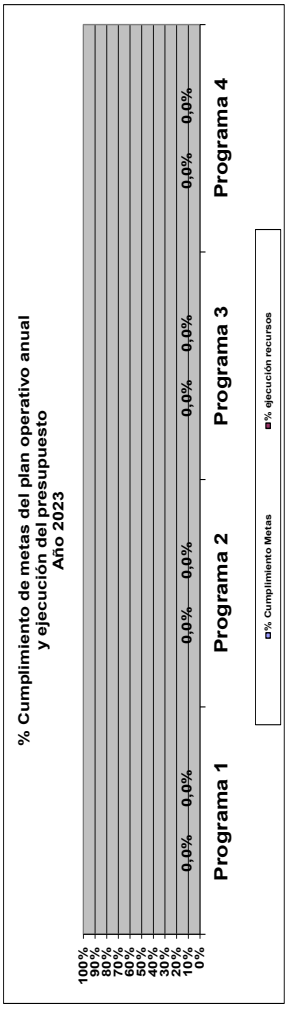 % Cumplimiento de metas del plan operativo anual
y ejecución del presupuesto
Año 2023
100%
90%
80%
70%
60%
50%
40%
30%
20%
10%
0%
0,0% 0,0% 0,0% 0,0% 0,0% 0,0% 0,0% 0,0%
Programa 1 Programa 2 Programa 3 Programa 4
% Cumplimiento Metas % ejecución recursos